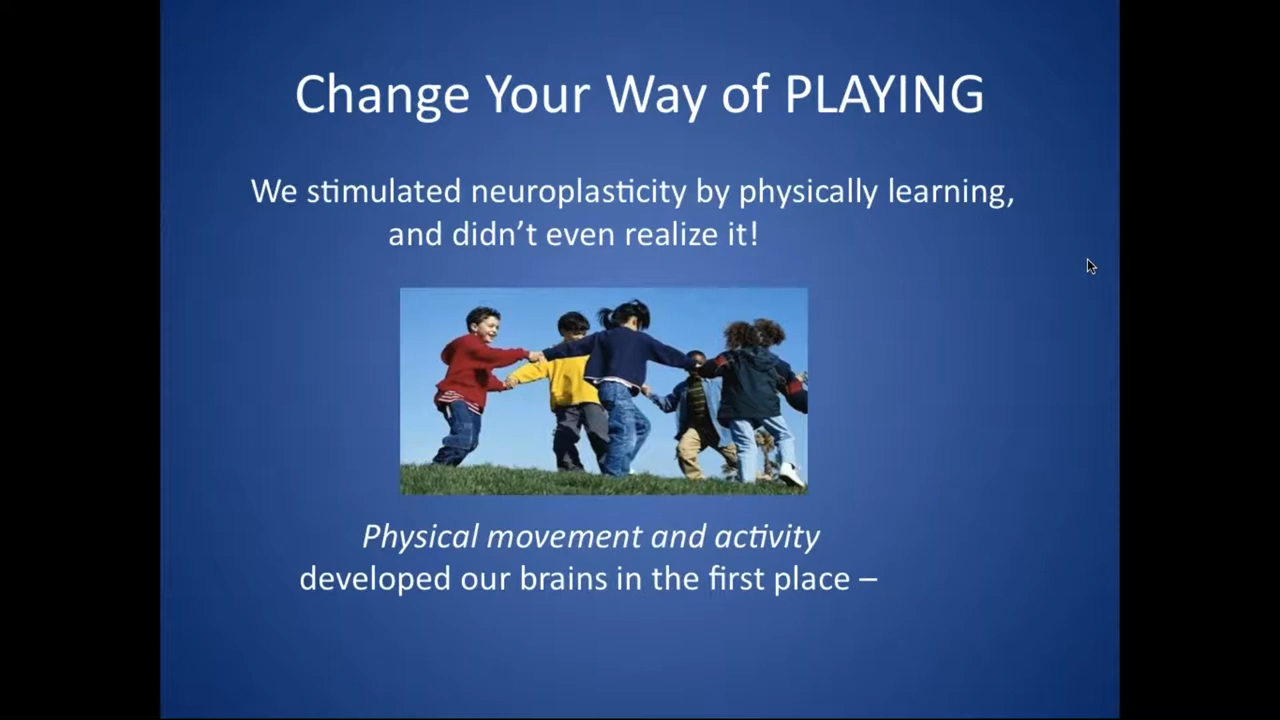 Change Your Way of PLAYING
We stimulated neuroplasticity by physically learning,
and didn’t even realize it!
Physical movement and activity
developed our brains in the first place –